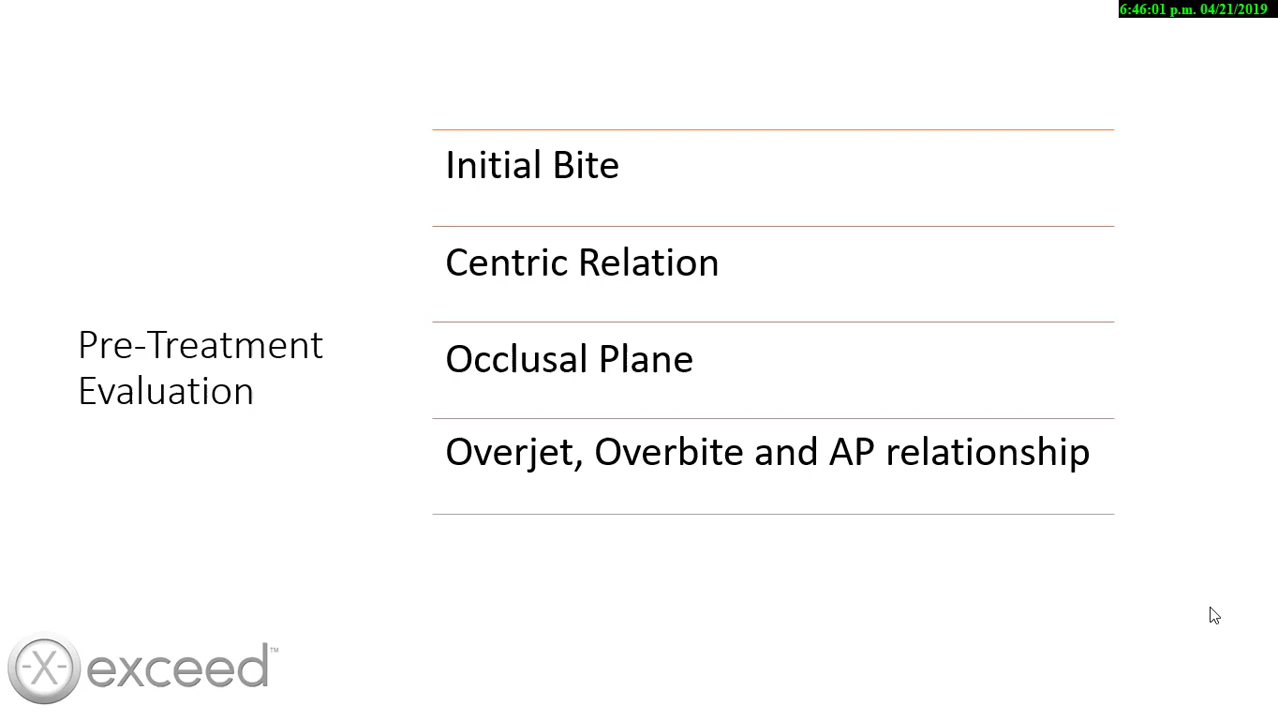 6:46:01 p.m. 04/21/2019
Initial Bite
Centric Relation
Pre-Treatment
Evaluation
Occlusal Plane
Overjet, Overbite and AP relationship
-X- exceed™